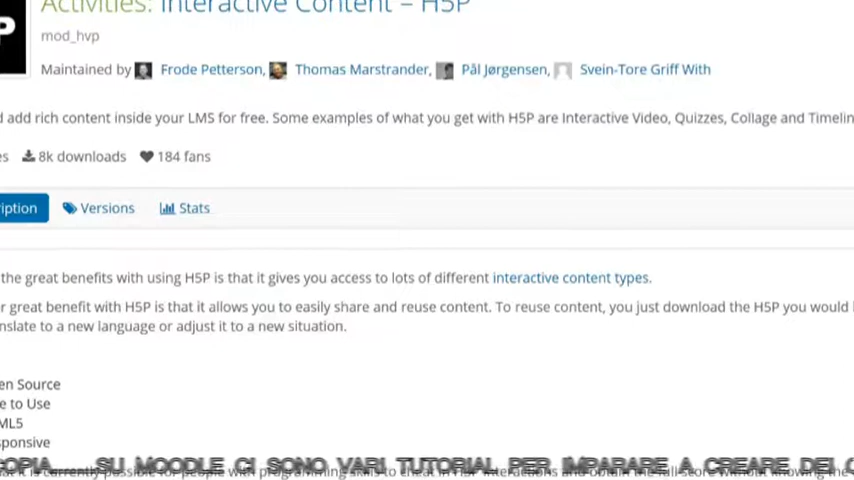 P
Activities: Interactive Content – H5P
mod_hvp
Maintained by Frode Petterson, Thomas Marstrander, Pål Jørgensen, Svein-Tore Griff With
d add rich content inside your LMS for free. Some examples of what you get with H5P are Interactive Video, Quizzes, Collage and Timelin
es 8k downloads 184 fans
ription Versions Stats
the great benefits with using H5P is that it gives you access to lots of different interactive content types.
r great benefit with H5P is that it allows you to easily share and reuse content. To reuse content, you just download the H5P you would
nslate to a new language or adjust it to a new situation.
en Source
e to Use
ML5
sponsive
COPIA.... SU MOODLE CI SONO VARI TUTORIAL PER IMPARARE A CREARE DEI